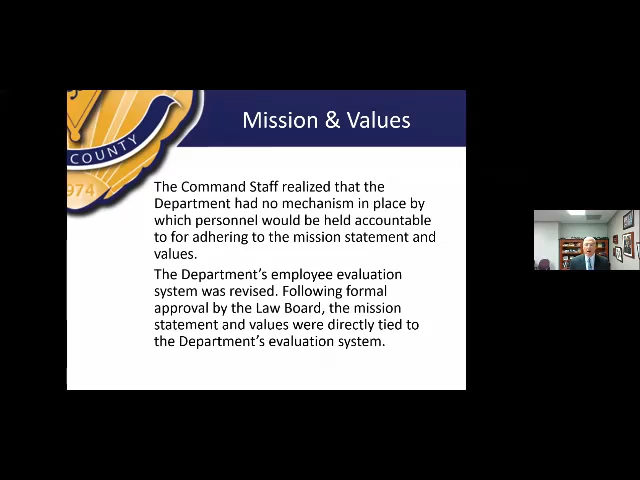 COUNTY
1974
Mission & Values
The Command Staff realized that the
Department had no mechanism in place by
which personnel would be held accountable
to for adhering to the mission statement and
values.
The Department's employee evaluation
system was revised. Following formal
approval by the Law Board, the mission
statement and values were directly tied to
the Department's evaluation system.